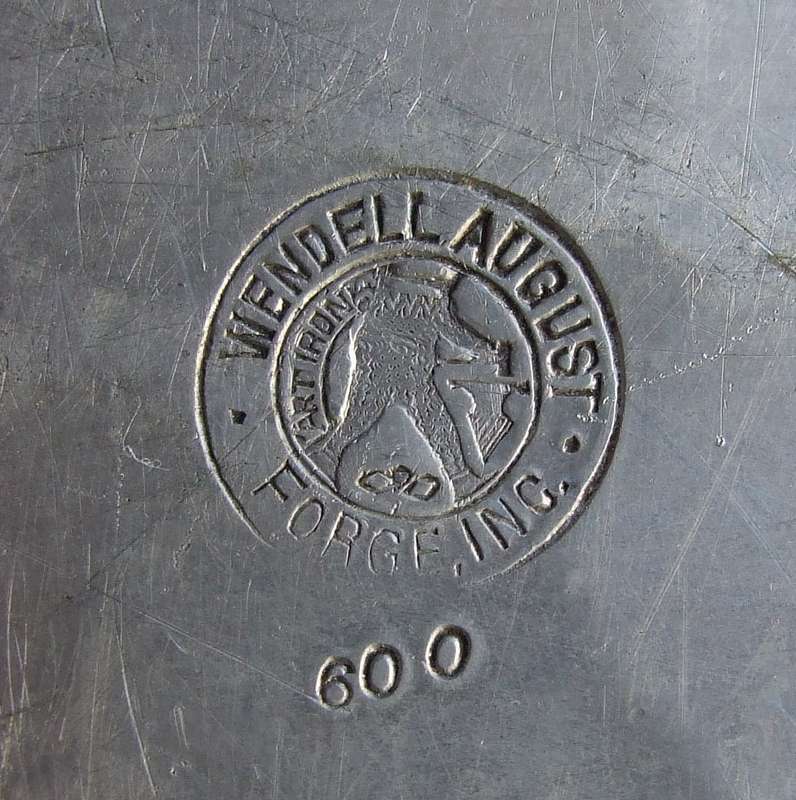 WENDELL AUGUST
ART IRON
FORGE, INC.
600